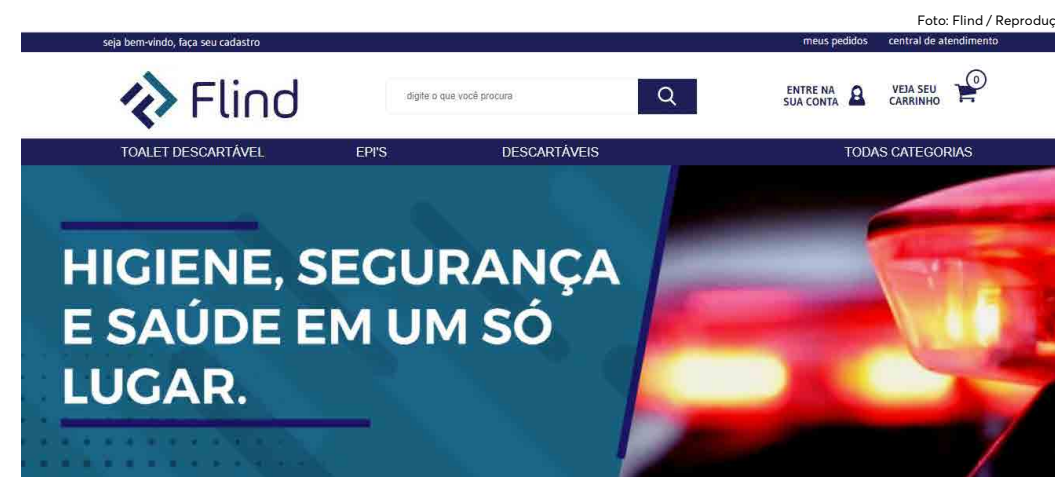 Foto: Flind / Reprodu
seja bem-vindo, faça seu cadastro
meus pedidos central de atendimento
Flind
digite o que você procura
ENTRE NA
SUA CONTA
VEJA SEU
CARRINHO
0
TOALET DESCARTÁVEL EPI'S DESCARTÁVEIS TODAS CATEGORIAS
HIGIENE, SEGURANÇA
E SAÚDE EM UM SÓ
LUGAR.